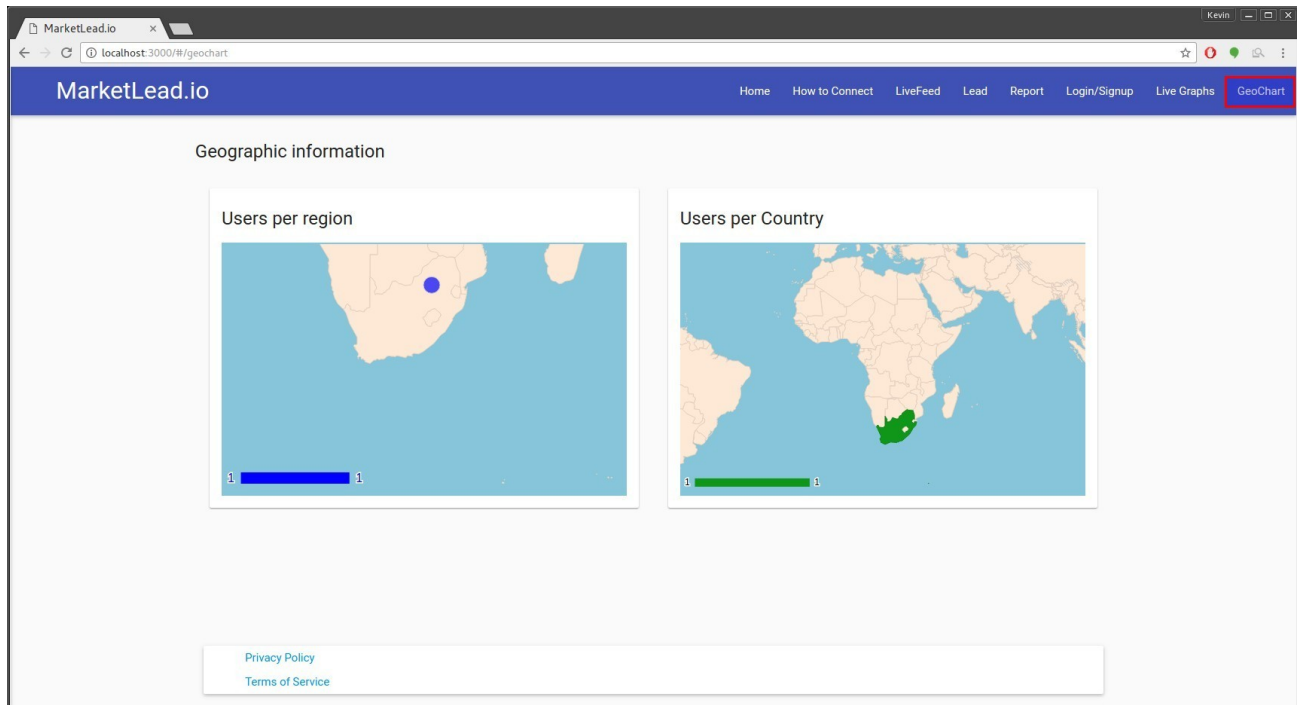 Kevin
MarketLead.io
localhost:3000/#/geochart
MarketLead.io
Home How to Connect LiveFeed Lead Report Login/Signup Live Graphs GeoChart
Geographic information
Users per region
1 1
Users per Country
1 1
Privacy Policy
Terms of Service